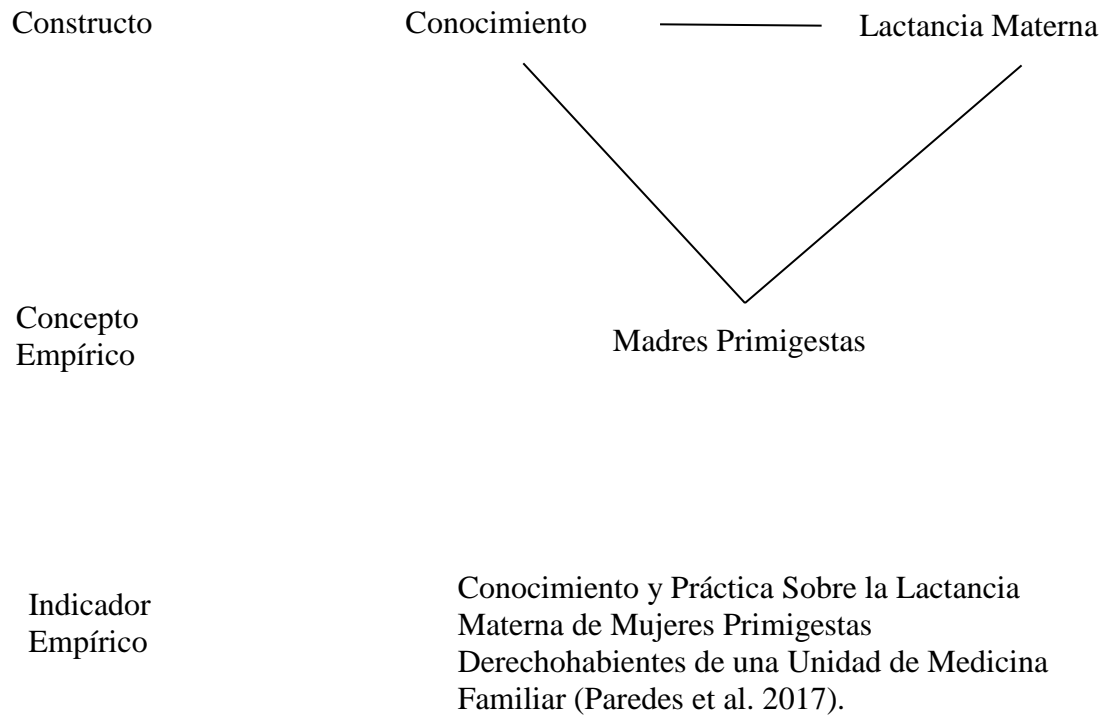 Constructo
Conocimiento
Lactancia Materna
Concepto
Empírico
Madres Primigestas
Indicador
Empírico
Conocimiento y Práctica Sobre la Lactancia
Materna de Mujeres Primigestas
Derechohabientes de una Unidad de Medicina
Familiar (Paredes et al. 2017).